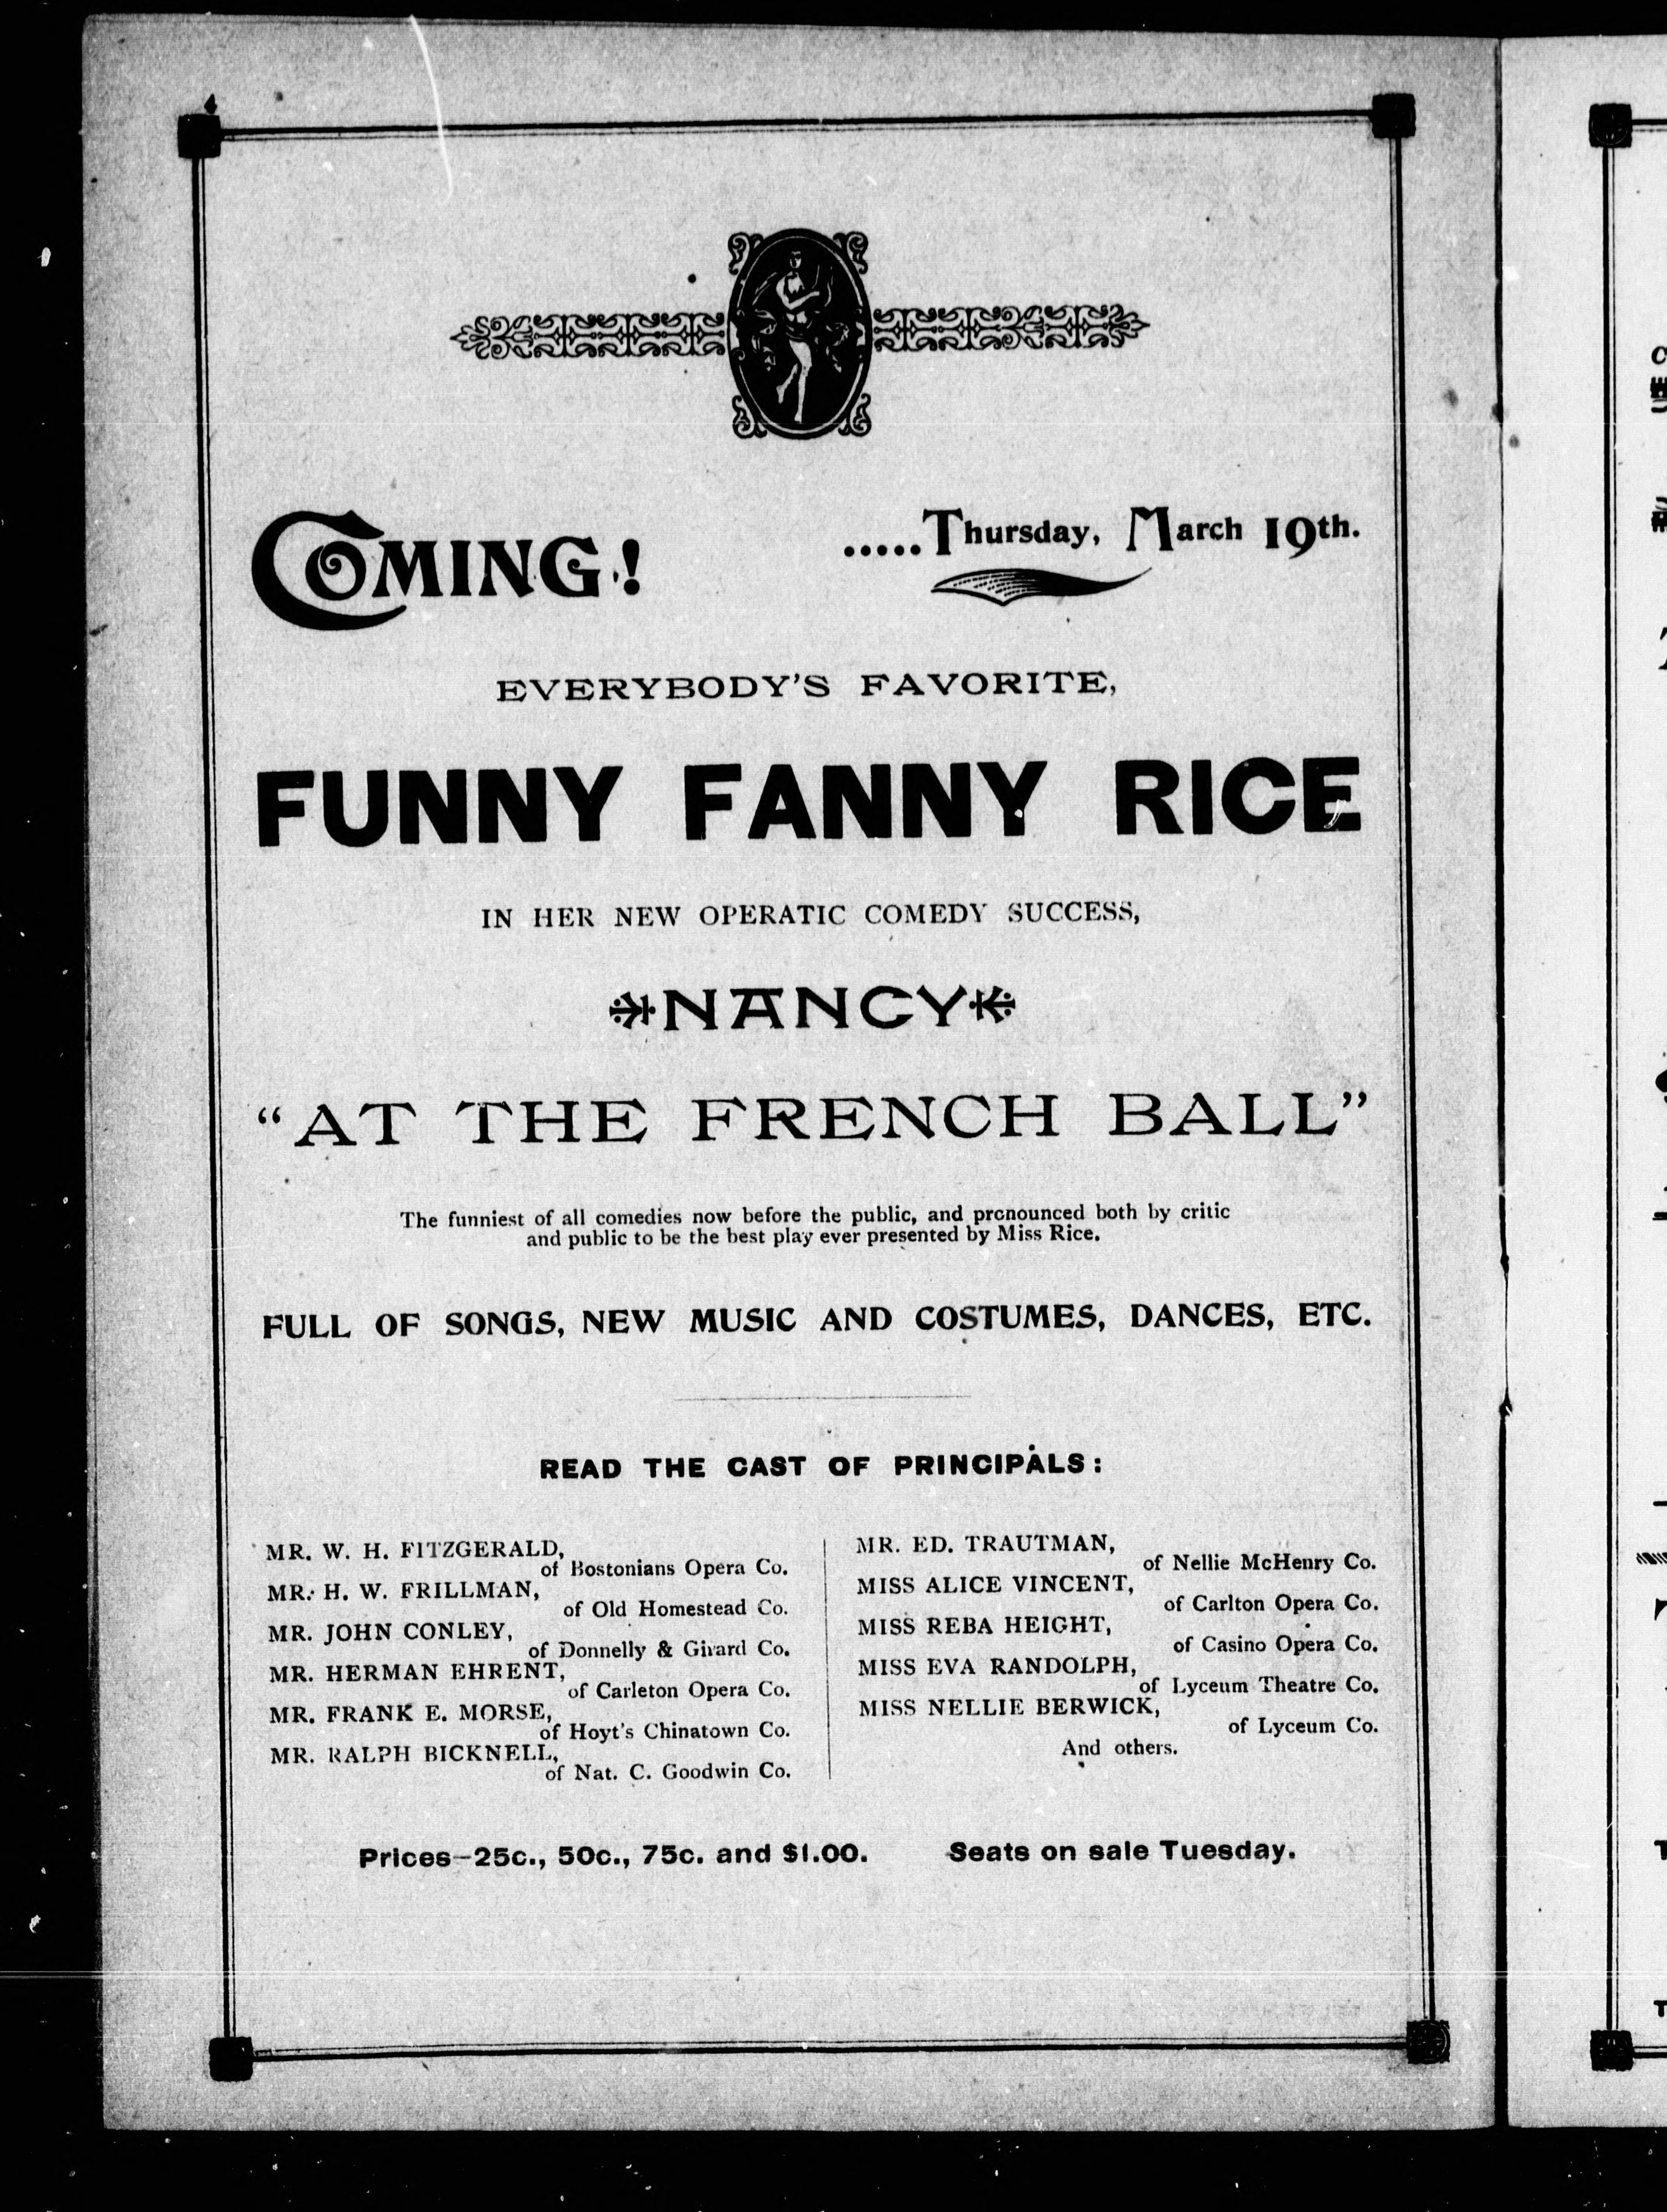 4
COMING!
.....Thursday, March 19th.
EVERYBODY'S FAVORITE,
FUNNY FANNY RICE
IN HER NEW OPERATIC COMEDY SUCCESS,
NANCY
"AT THE FRENCH BALL"
The funniest of all comedies now before the public, and pronounced both by critic
and public to be the best play ever presented by Miss Rice.
FULL OF SONGS, NEW MUSIC AND COSTUMES, DANCES, ETC.
READ THE CAST OF PRINCIPALS:
MR. W. H. FITZGERALD,
of Bostonians Opera Co.
MR. H. W. FRILLMAN,
of Old Homestead Co.
MR. JOHN CONLEY,
of Donnelly & Girard Co.
MR. HERMAN EHRENT,
of Carleton Opera Co.
MR. FRANK E. MORSE,
of Hoyt's Chinatown Co.
MR. RALPH BICKNELL,
of Nat. C. Goodwin Co.
MR. ED. TRAUTMAN,
of Nellie McHenry Co.
MISS ALICE VINCENT,
of Carlton Opera Co.
MISS REBA HEIGHT,
of Casino Opera Co.
MISS EVA RANDOLPH,
of Lyceum Theatre Co.
MISS NELLIE BERWICK,
of Lyceum Co.
And others.
Prices—25c., 50c., 75c. and $1.00. Seats on sale Tuesday.